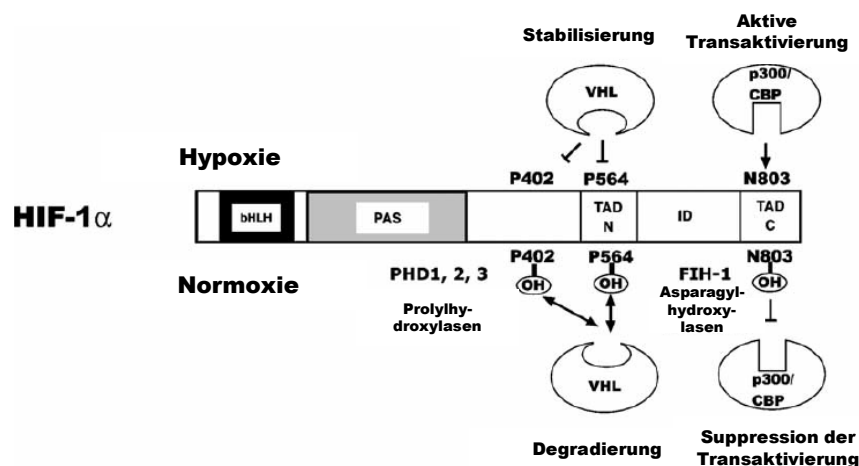 Stabilisierung
Aktive
Transaktivierung
VHL
p300/
CBP
Hypoxie
P402
P564
N803
HIF-1α
bHLH
PAS
TAD
N
ID
TAD
C
Normoxie
P402
P564
N803
PHD1, 2, 3
OH
OH
FIH-1
OH
Prolylhy-
droxylasen
Asparagyl-
hydroxy-
lasen
VHL
p300/
CBP
Degradierung
Suppression der
Transaktivierung